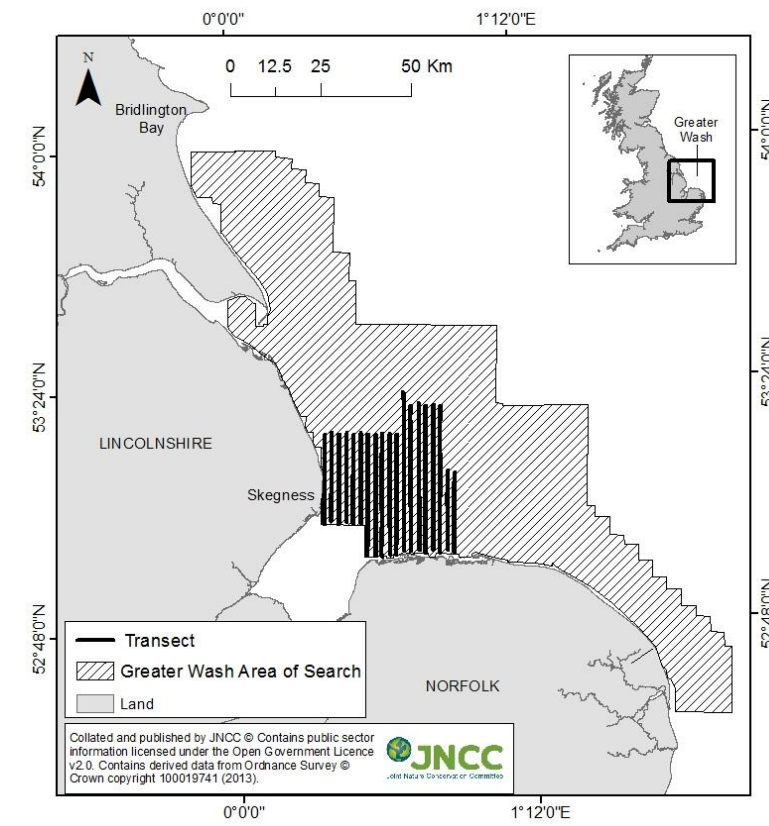 0°0'0"
1°12'0"E
N
0 12.5 25 50 Km
Bridlington
Bay
Greater
Wash
54°0'0"N
54°0'0"N
53°24'0"N
53°24'0"N
LINCOLNSHIRE
Skegness
52°48'0"N
52°48'0"N
Transect
Greater Wash Area of Search
Land
NORFOLK
Collated and published by JNCC © Contains public sector
information licensed under the Open Government Licence
v2.0. Contains derived data from Ordnance Survey ©
Crown copyright 100019741 (2013).
JNCC
Joint Nature Conservation Committee
0°0'0"
1°12'0"E